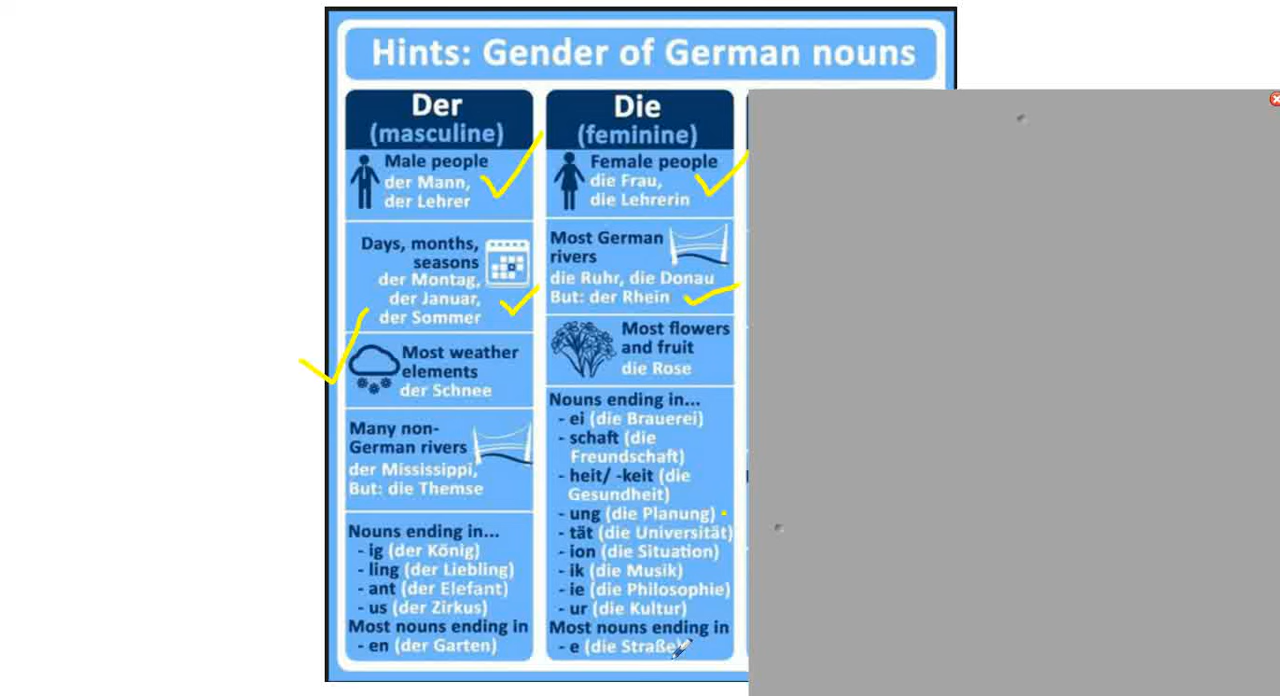 Hints: Gender of German nouns
Der
(masculine)
Male people
der Mann,
der Lehrer
Days, months,
seasons
der Montag,
der Januar,
der Sommer
Most weather
elements
der Schnee
Many non-
German rivers
der Mississippi,
But: die Themse
Nouns ending in...
- ig (der König)
- ling (der Liebling)
- ant (der Elefant)
- us (der Zirkus)
Most nouns ending in
- en (der Garten)
Die
(feminine)
Female people
die Frau,
die Lehrerin
Most German
rivers
die Ruhr, die Donau
But: der Rhein
Most flowers
and fruit
die Rose
Nouns ending in...
- ei (die Brauerei)
- schaft (die
Freundschaft)
- heit/ -keit (die
Gesundheit)
- ung (die Planung)
- tät (die Universität)
- ion (die Situation)
- ik (die Musik)
- ie (die Philosophie)
- ur (die Kultur)
Most nouns ending in
- e (die Straße)